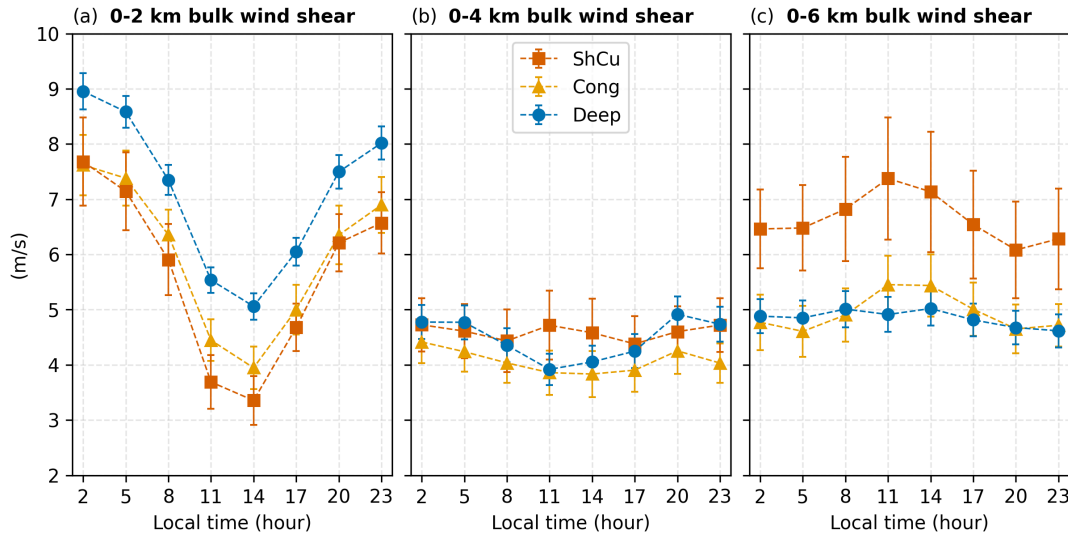 (a) 0-2 km bulk wind shear
(b) 0-4 km bulk wind shear
(c) 0-6 km bulk wind shear
10
9
8
7
6
5
4
3
2
(m/s)
ShCu
Cong
Deep
2 5 8 11 14 17 20 23
2 5 8 11 14 17 20 23
2 5 8 11 14 17 20 23
Local time (hour)
Local time (hour)
Local time (hour)